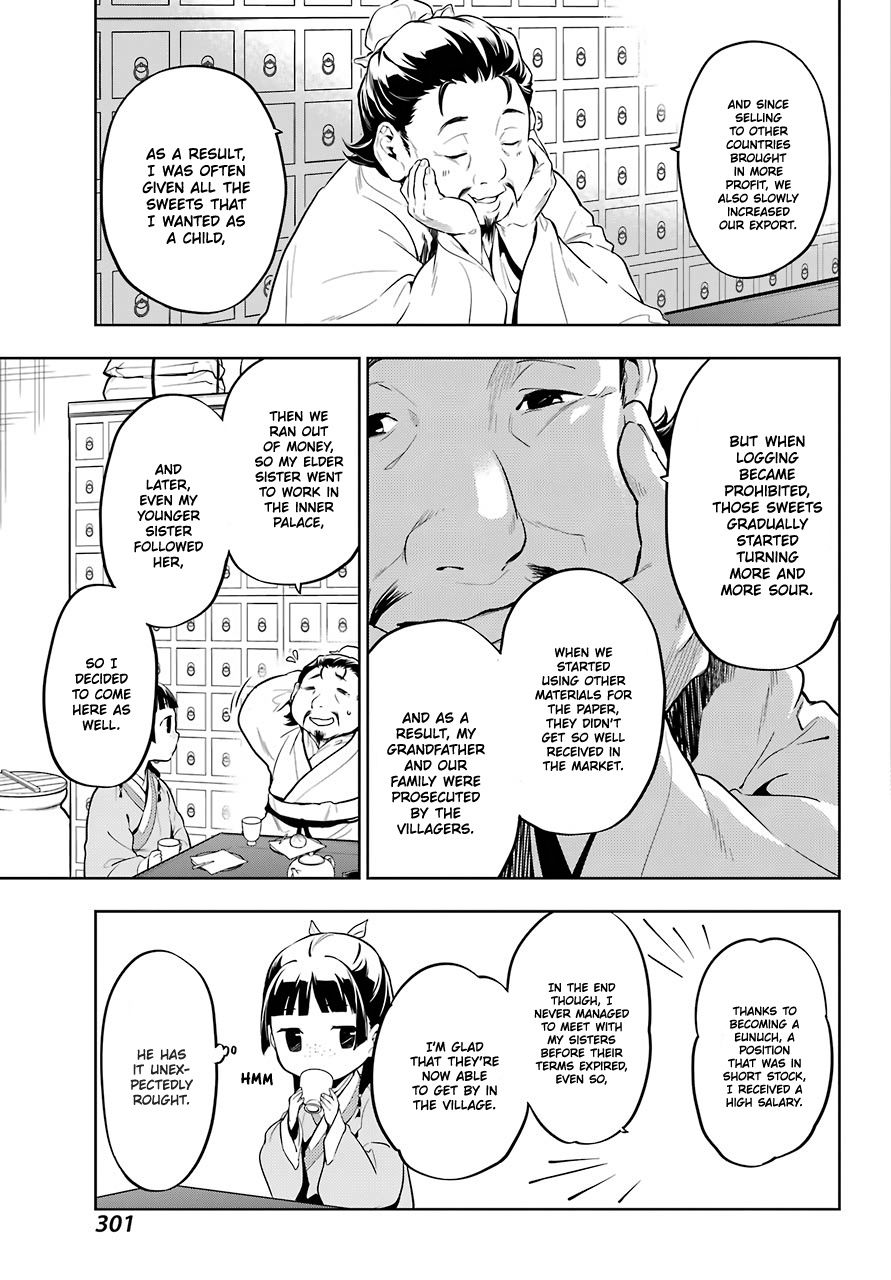 AND SINCE
SELLING
TO OTHER
COUNTRIES
BROUGHT
IN MORE
PROFIT, WE
ALSO SLOWLY
INCREASED
OUR EXPORT.
AS A RESULT,
I WAS OFTEN
GIVEN ALL THE
SWEETS THAT
I WANTED AS
A CHILD,
BUT WHEN
LOGGING
BECAME
PROHIBITED,
THOSE SWEETS
GRADUALLY
STARTED
TURNING
MORE AND
MORE SOUR.
WHEN WE
STARTED
USING OTHER
MATERIALS FOR
THE PAPER,
THEY DIDN'T
GET SO WELL
RECEIVED IN
THE MARKET.
AND AS A
RESULT, MY
GRANDFATHER
AND OUR
FAMILY WERE
PROSECUTED
BY THE
VILLAGERS.
THEN WE
RAN OUT
OF MONEY,
SO MY ELDER
SISTER WENT
TO WORK IN
THE INNER
PALACE,
AND
LATER,
EVEN MY
YOUNGER
SISTER
FOLLOWED
HER,
SO I
DECIDED
TO COME
HERE AS
WELL.
THANKS TO
BECOMING A
EUNUCH, A
POSITION
THAT WAS IN
SHORT STOCK,
I RECEIVED A
HIGH SALARY.
IN THE END
THOUGH, I
NEVER MANAGED
TO MEET WITH
MY SISTERS
BEFORE THEIR
TERMS EXPIRED,
EVEN SO,
I'M GLAD
THAT THEY'RE
NOW ABLE
TO GET BY IN
THE VILLAGE.
HMM
HE HAS
IT UNEX-
PECTEDLY
ROUGHT.
301